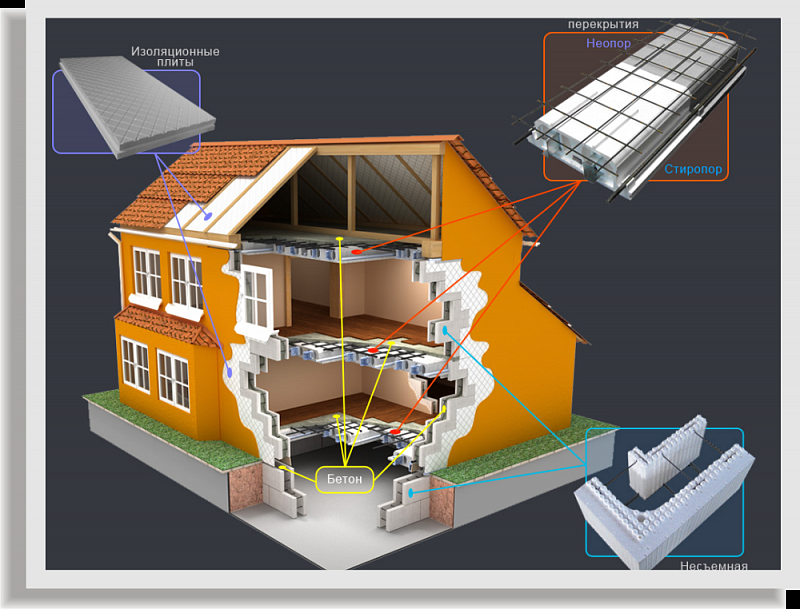 перекрытия
Неопор
Изоляционные
плиты
Стиропор
Бетон
Несъемная